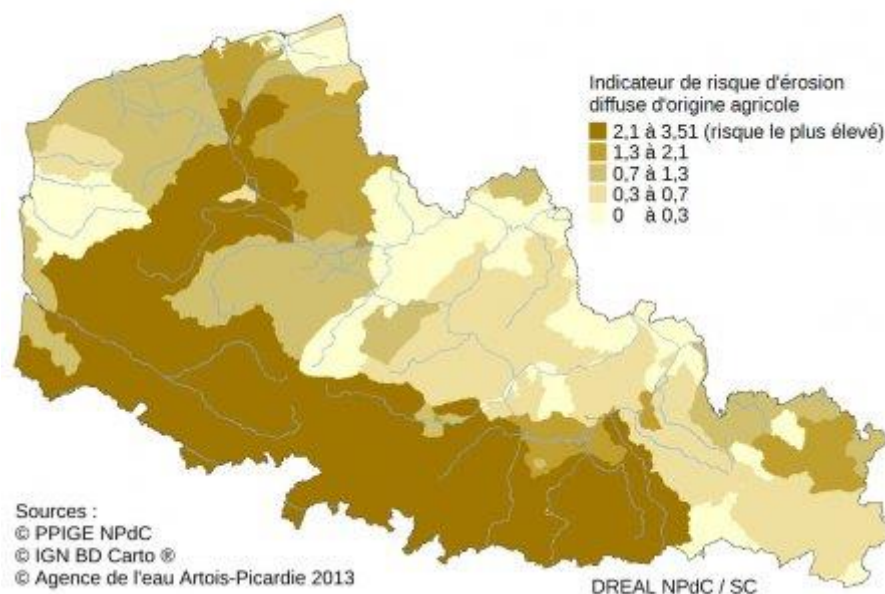 Indicateur de risque d'érosion
diffuse d'origine agricole
2,1 à 3,51 (risque le plus élevé)
1,3 à 2,1
0,7 à 1,3
0,3 à 0,7
0 à 0,3
Sources :
© PPIGE NPdC
© IGN BD Carto ®
© Agence de l'eau Artois-Picardie 2013
DREAL NPdC / SC